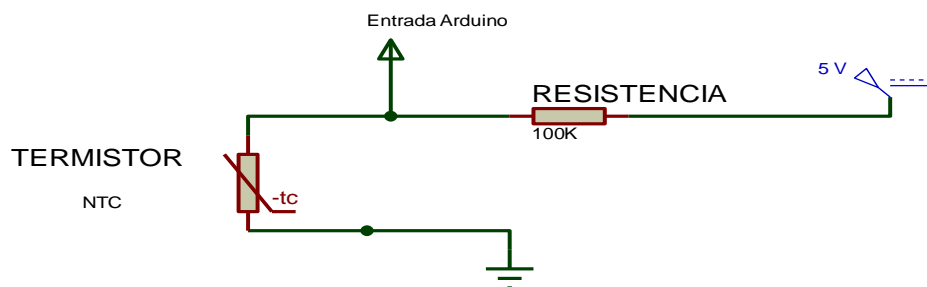 Entrada Arduino
5 V
RESISTENCIA
100K
TERMISTOR
-tc
NTC